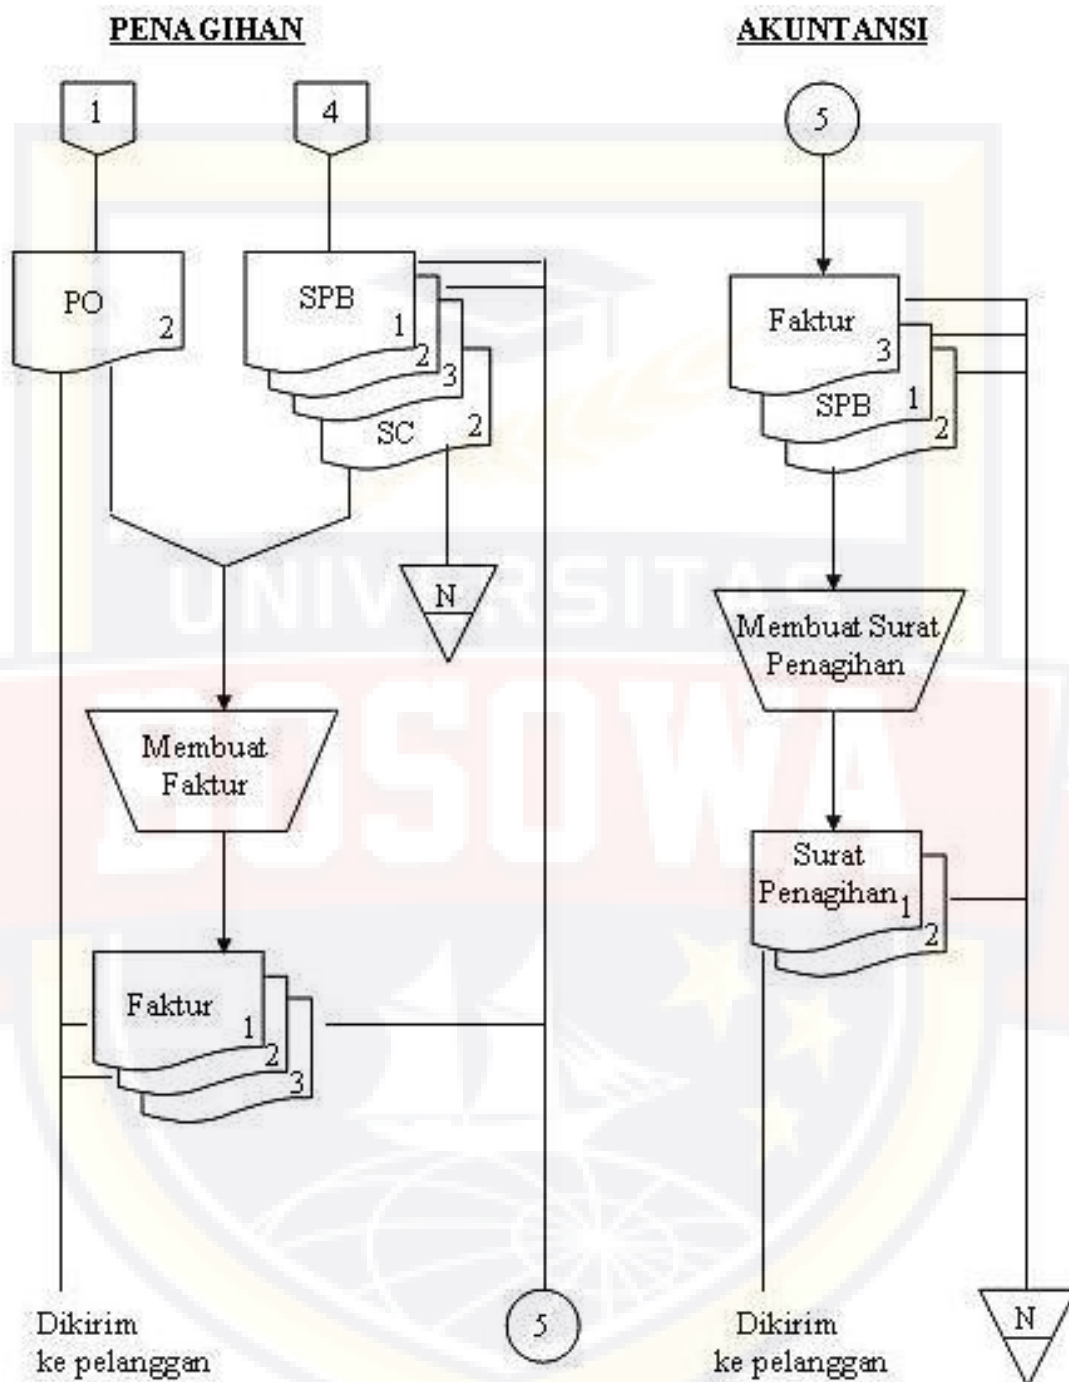 PENAGIHAN
AKUNTANSI
1
4
5
PO
2
SPB
1
2
3
SC
2
Faktur
3
SPB
1
2
N
Membuat Surat
Penagihan
Membuat
Faktur
Surat
Penagihan
1
2
Faktur
1
2
3
Dikirim
ke pelanggan
5
Dikirim
ke pelanggan
N
UNIVERSITAS
BOSOWA